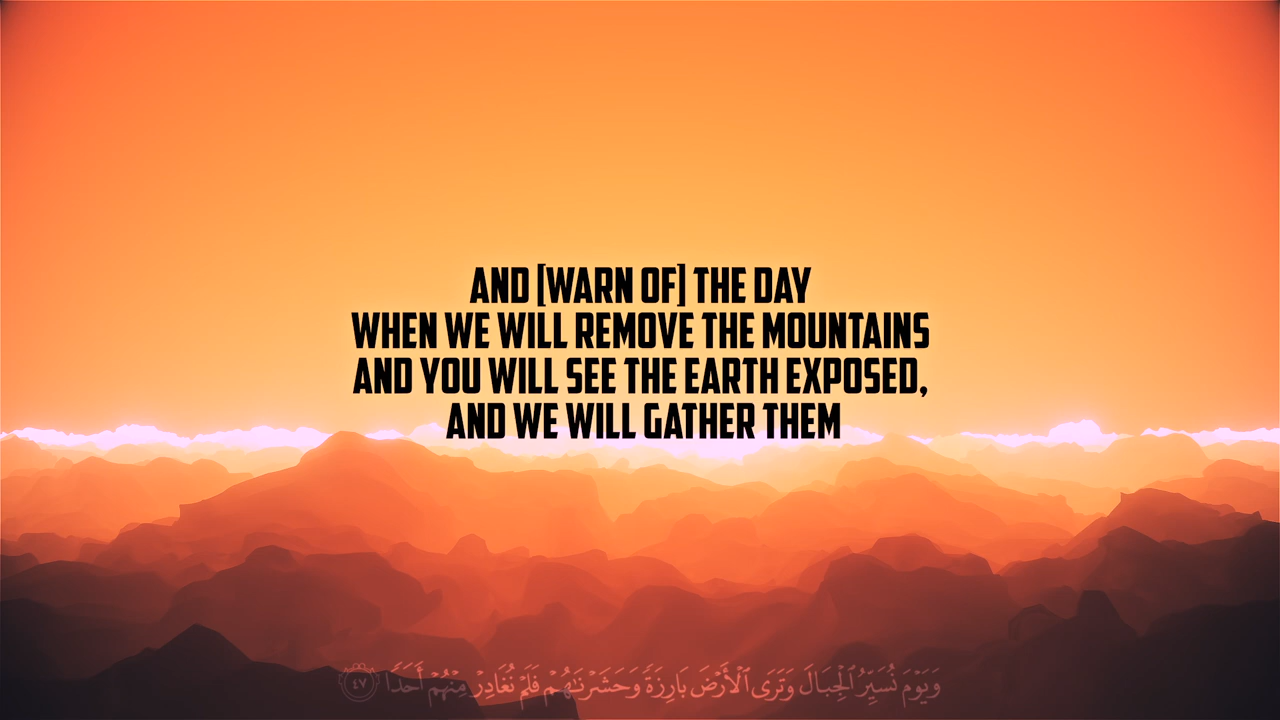 AND [WARN OF] THE DAY
WHEN WE WILL REMOVE THE MOUNTAINS
AND YOU WILL SEE THE EARTH EXPOSED,
AND WE WILL GATHER THEM
وَيَوْمَ نُسَيِّرُ ٱلْجِبَالَ وَتَرَى ٱلْأَرْضَ بَارِزَةً وَحَشَرْنَـٰهُمْ فَلَمْ نُغَادِرْ مِنْهُمْ أَحَدًا ٤٧